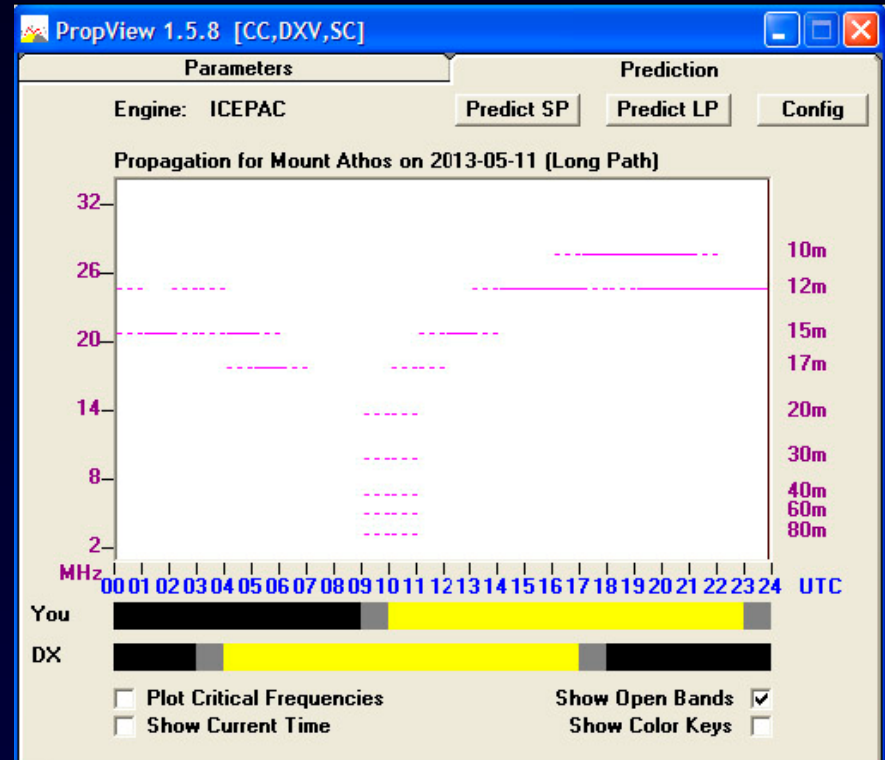 PropView 1.5.8 [CC,DXV,SC]
Parameters Prediction
Engine: ICEPAC Predict SP Predict LP Config
Propagation for Mount Athos on 2013-05-11 (Long Path)
32
10m
26
12m
20
15m
17m
14
20m
30m
8
40m
60m
80m
2
MHz
00 01 02 03 04 05 06 07 08 09 10 11 12 13 14 15 16 17 18 19 20 21 22 23 24 UTC
You
DX
Plot Critical Frequencies Show Open Bands
Show Current Time Show Color Keys